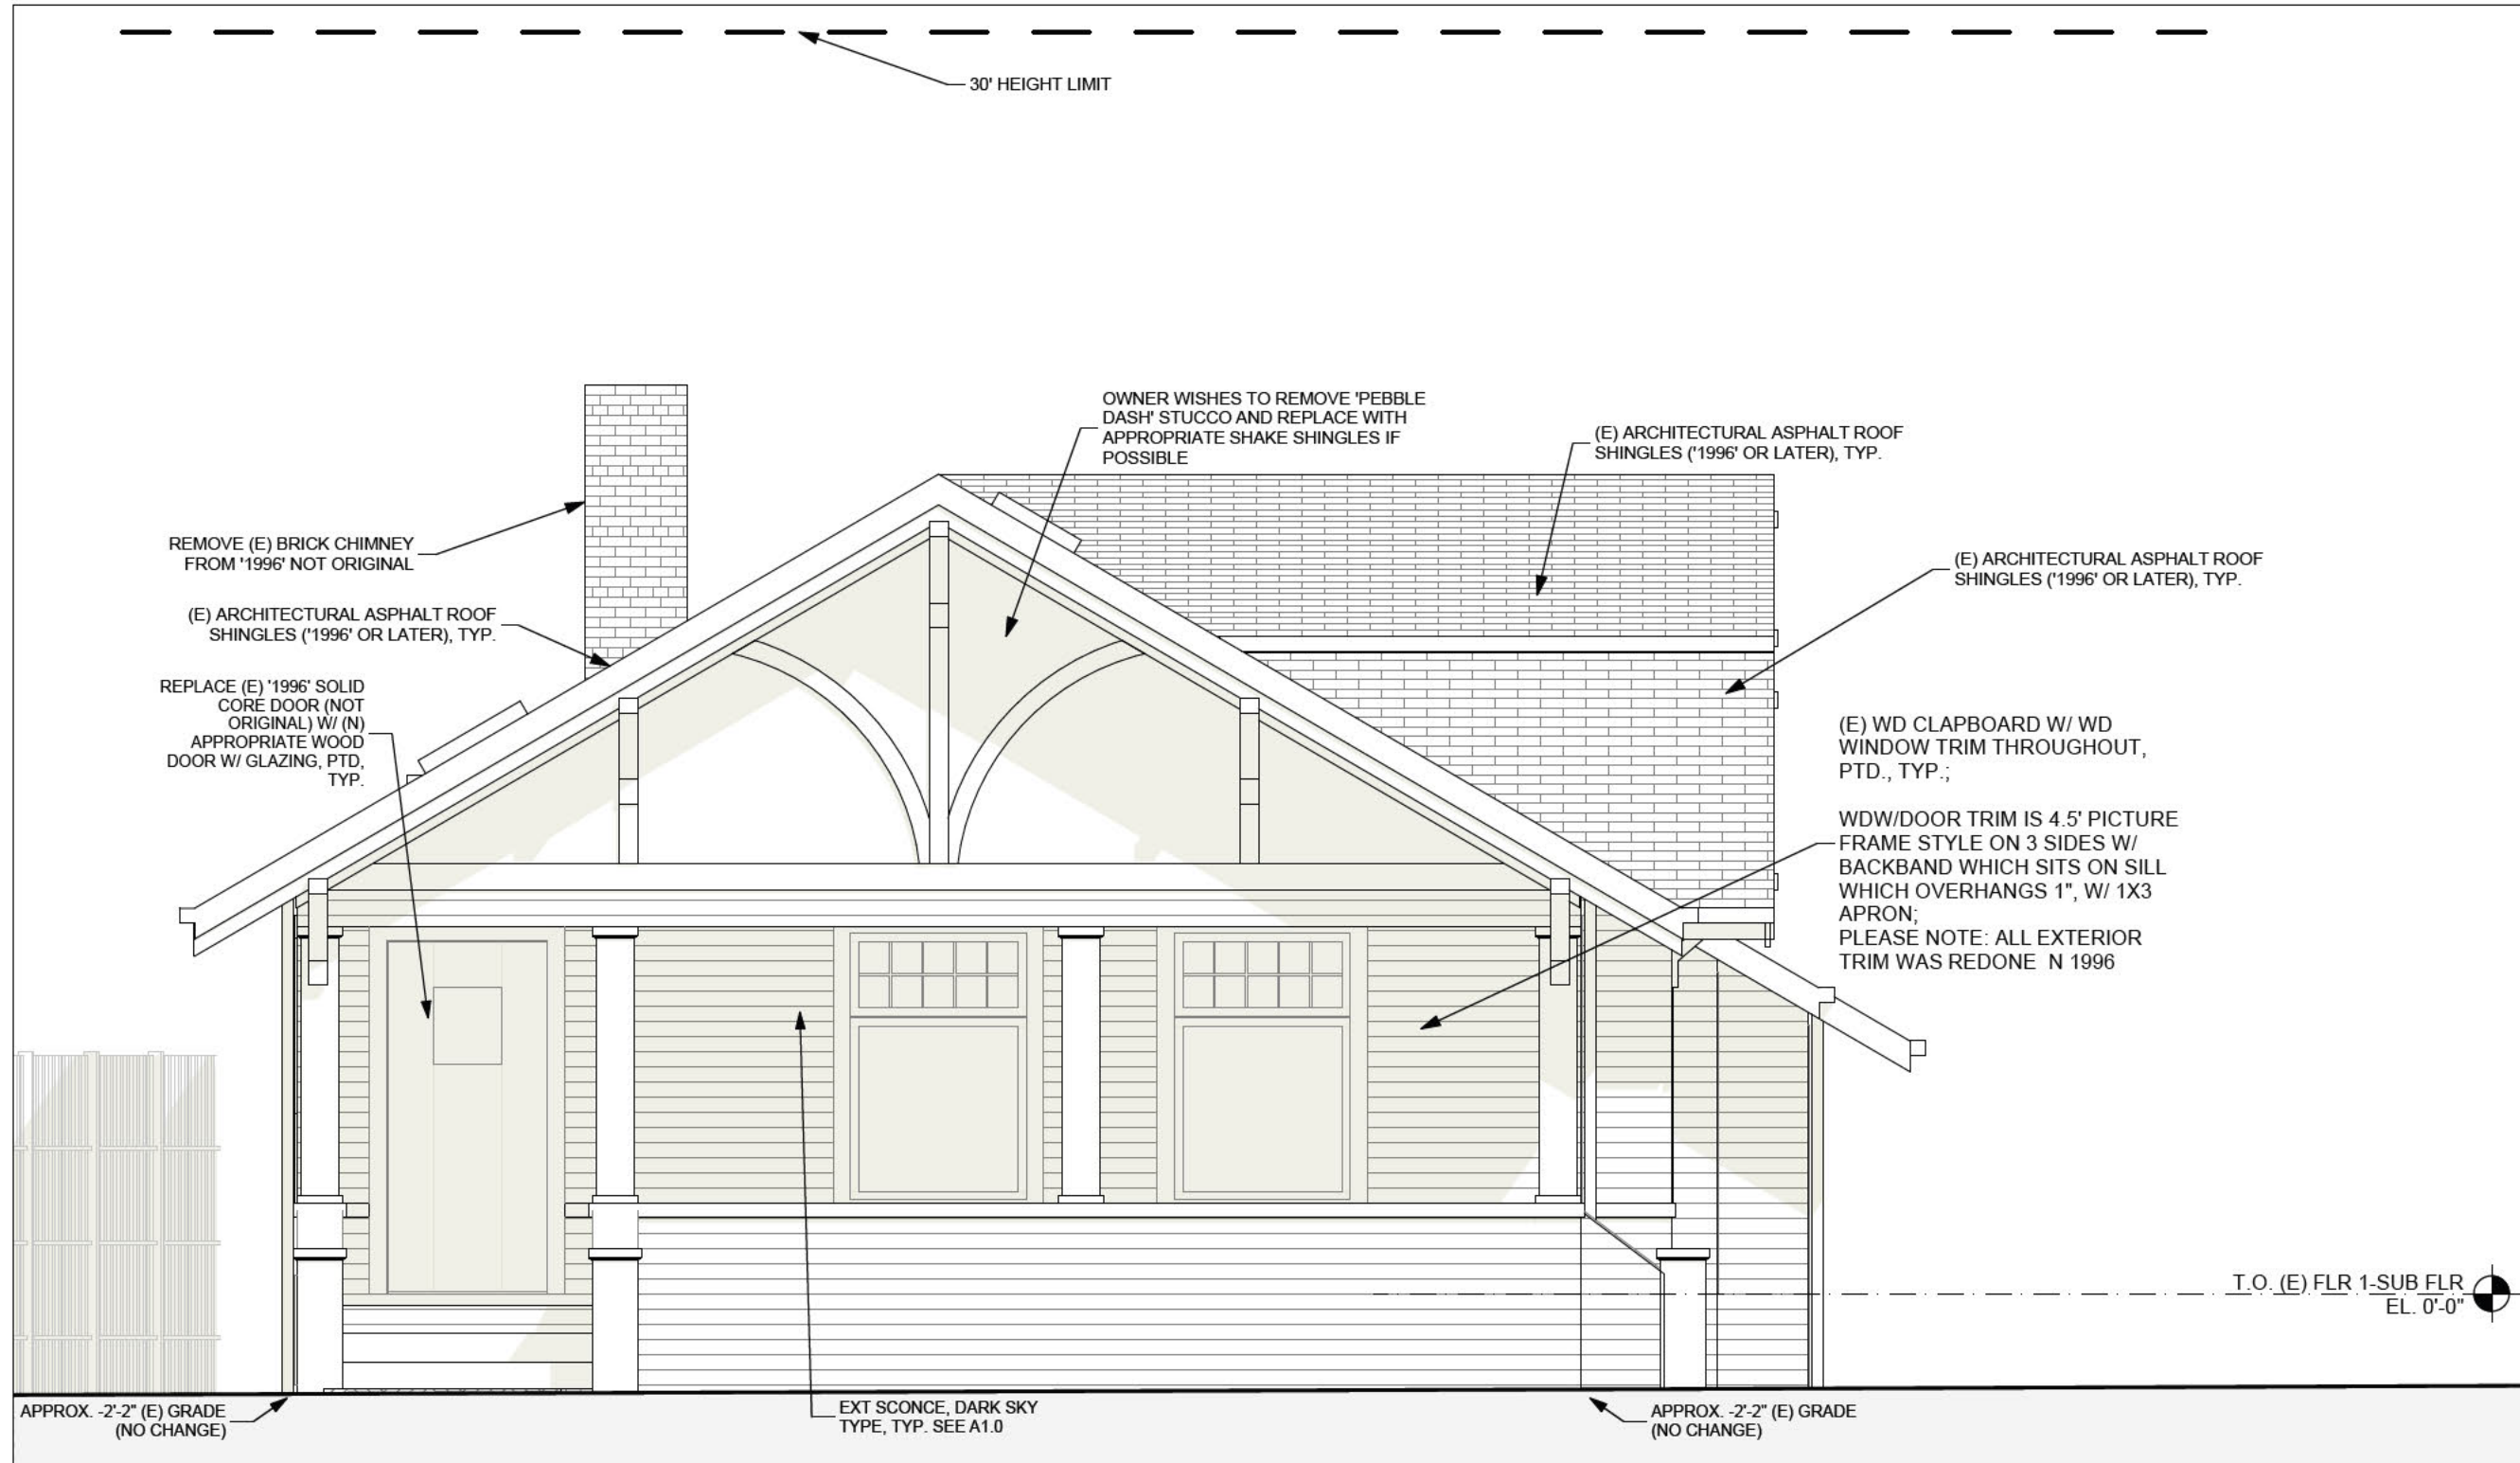 30' HEIGHT LIMIT
OWNER WISHES TO REMOVE 'PEBBLE
DASH' STUCCO AND REPLACE WITH
APPROPRIATE SHAKE SHINGLES IF
POSSIBLE
(E) ARCHITECTURAL ASPHALT ROOF
SHINGLES ('1996' OR LATER), TYP.
REMOVE (E) BRICK CHIMNEY
FROM '1996' NOT ORIGINAL
(E) ARCHITECTURAL ASPHALT ROOF
SHINGLES ('1996' OR LATER), TYP.
(E) ARCHITECTURAL ASPHALT ROOF
SHINGLES ('1996' OR LATER), TYP.
REPLACE (E) '1996' SOLID
CORE DOOR (NOT
ORIGINAL) W/ (N)
APPROPRIATE WOOD
DOOR W/ GLAZING, PTD,
TYP.
(E) WD CLAPBOARD W/ WD
WINDOW TRIM THROUGHOUT,
PTD., TYP.;
WDW/DOOR TRIM IS 4.5' PICTURE
FRAME STYLE ON 3 SIDES W/
BACKBAND WHICH SITS ON SILL
WHICH OVERHANGS 1", W/ 1X3
APRON;
PLEASE NOTE: ALL EXTERIOR
TRIM WAS REDONE  N 1996
T.O. (E) FLR 1-SUB FLR
EL. 0'-0"
APPROX. -2'-2" (E) GRADE
(NO CHANGE)
EXT SCONCE, DARK SKY
TYPE, TYP. SEE A1.0
APPROX. -2'-2" (E) GRADE
(NO CHANGE)